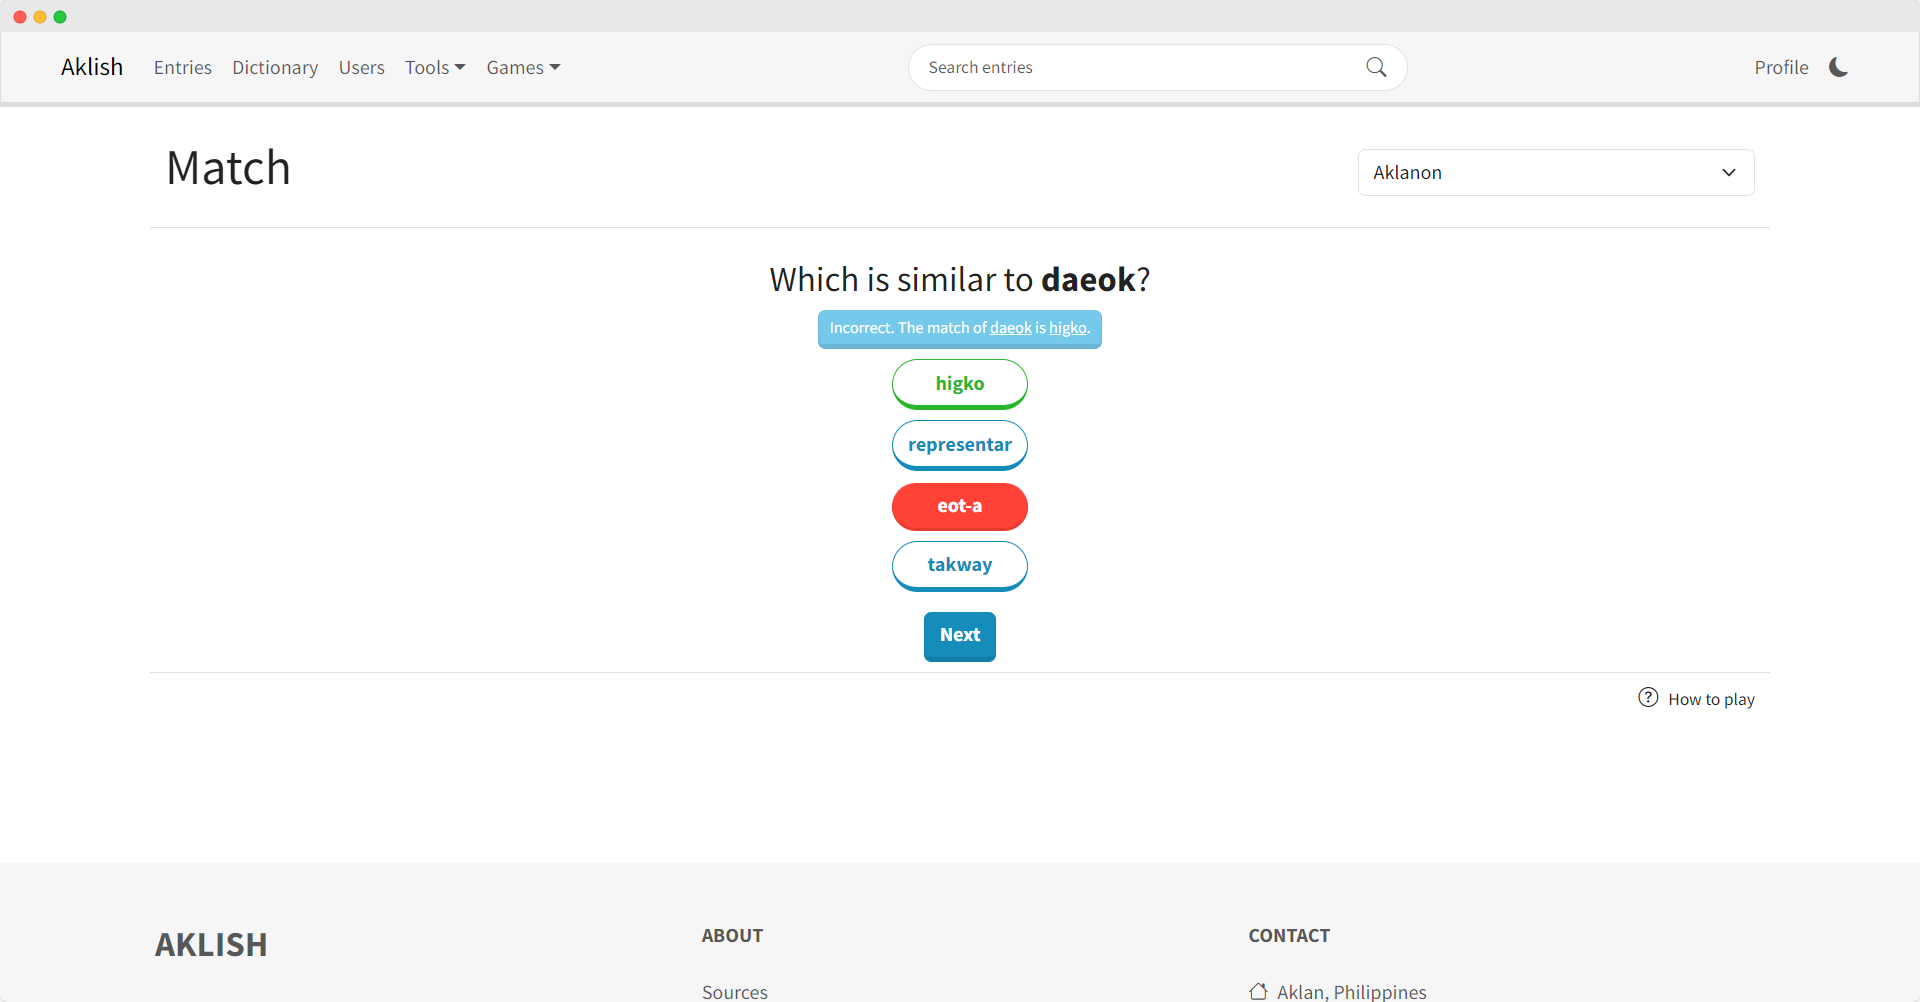 Aklish Entries Dictionary Users Tools Games Search entries Profile
Match Aklanon
Which is similar to daeok?
Incorrect. The match of daeok is higko.
higko
representar
eot-a
takway
Next
How to play
AKLISH
ABOUT
Sources
CONTACT
Aklan, Philippines